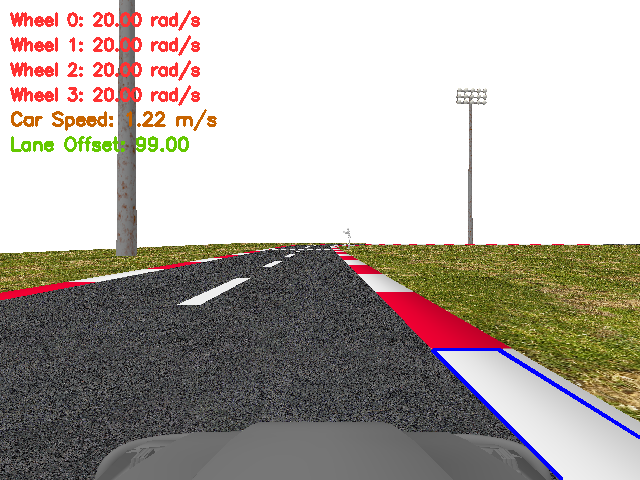 Wheel 0: 20.00 rad/s
Wheel 1: 20.00 rad/s
Wheel 2: 20.00 rad/s
Wheel 3: 20.00 rad/s
Car Speed: 1.22 m/s
Lane Offset: 99.00